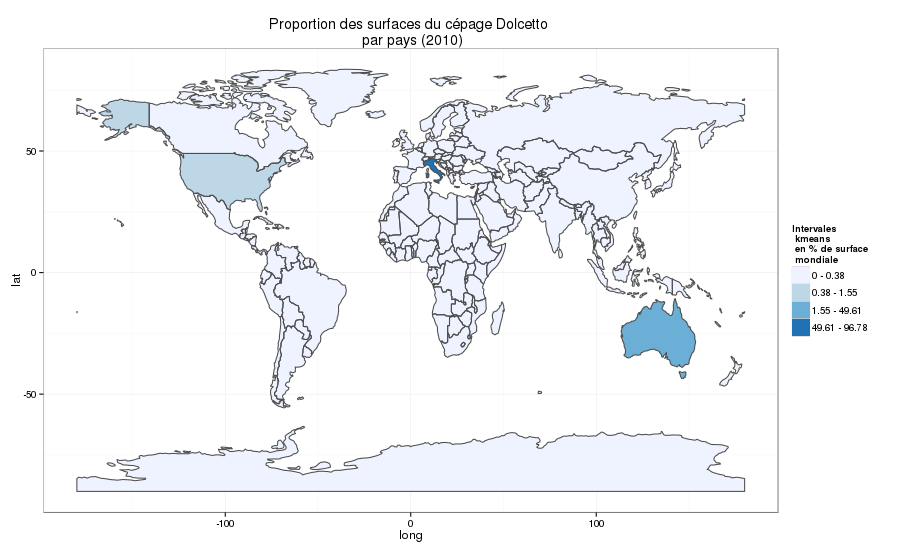 Proportion des surfaces du cépage Dolcetto
par pays (2010)
50
0
-50
lat
-100
0
100
long
Intervales
kmeans
en % de surface
mondiale
0 - 0.38
0.38 - 1.55
1.55 - 49.61
49.61 - 96.78